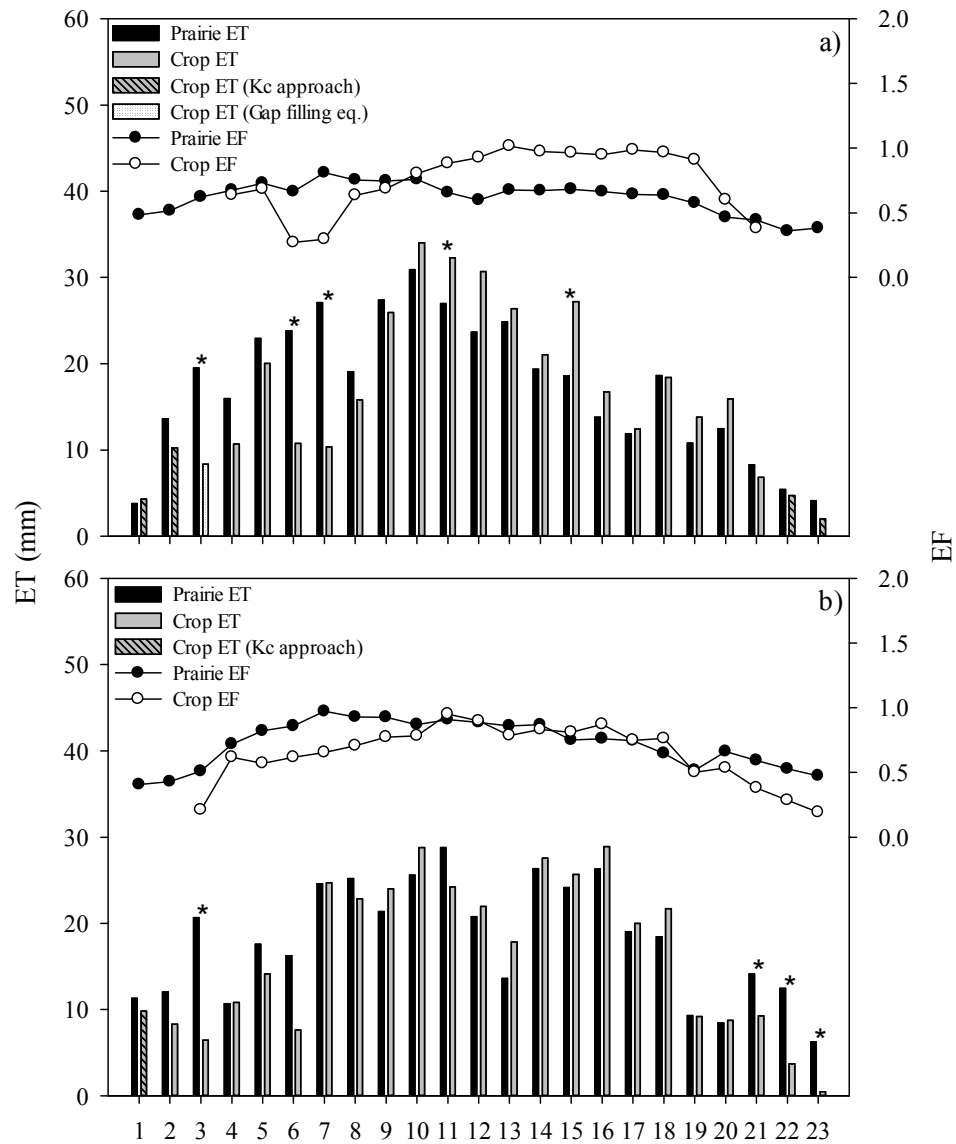 60
50
40
30
20
10
0
2.0
1.5
1.0
0.5
0.0
a)
Prairie ET
Crop ET
Crop ET (Kc approach)
Crop ET (Gap filling eq.)
Prairie EF
Crop EF
*
*
*
*
*
ET (mm)
EF
60
50
40
30
20
10
0
2.0
1.5
1.0
0.5
0.0
b)
Prairie ET
Crop ET
Crop ET (Kc approach)
Prairie EF
Crop EF
*
*
*
*
1 2 3 4 5 6 7 8 9 10 11 12 13 14 15 16 17 18 19 20 21 22 23